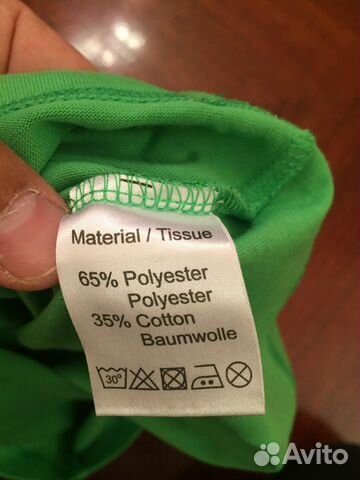 Material / Tissue
65% Polyester
Polyester
35% Cotton
Baumwolle
30°
Avito